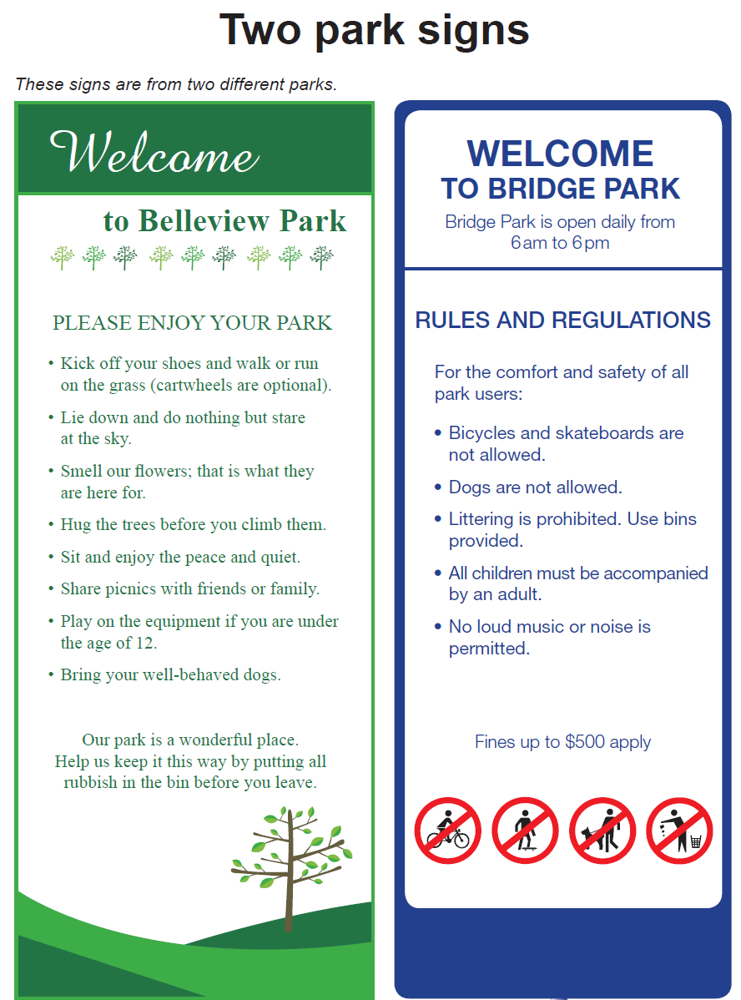 Two park signs
These signs are from two different parks.
Welcome
to Belleview Park
PLEASE ENJOY YOUR PARK
• Kick off your shoes and walk or run
on the grass (cartwheels are optional).
• Lie down and do nothing but stare
at the sky.
• Smell our flowers; that is what they
are here for.
• Hug the trees before you climb them.
• Sit and enjoy the peace and quiet.
• Share picnics with friends or family.
• Play on the equipment if you are under
the age of 12.
• Bring your well-behaved dogs.
Our park is a wonderful place.
Help us keep it this way by putting all
rubbish in the bin before you leave.
WELCOME
TO BRIDGE PARK
Bridge Park is open daily from
6 am to 6 pm
RULES AND REGULATIONS
For the comfort and safety of all
park users:
• Bicycles and skateboards are
not allowed.
• Dogs are not allowed.
• Littering is prohibited. Use bins
provided.
• All children must be accompanied
by an adult.
• No loud music or noise is
permitted.
Fines up to $500 apply